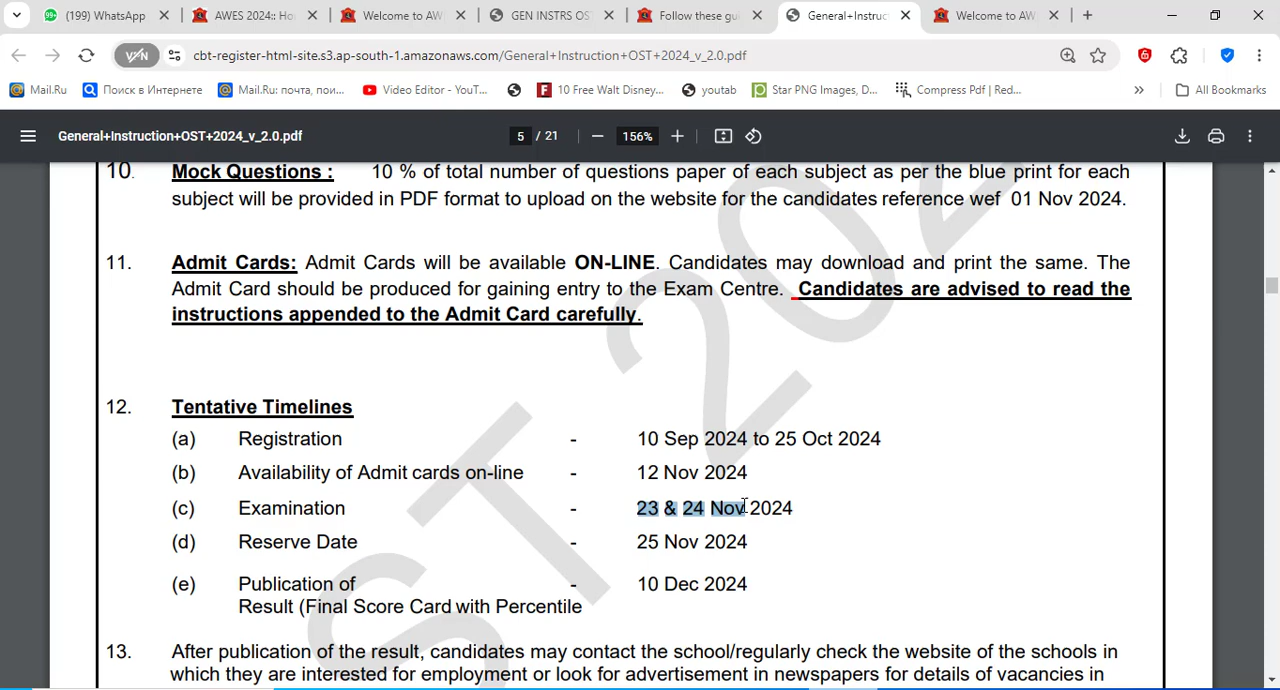 (199) WhatsApp
AWES 2024:: Ho
Welcome to AW
GEN INSTRS OS
Follow these gu
General+Instruc
Welcome to AW
VPN
cbt-register-html-site.s3.ap-south-1.amazonaws.com/General+Instruction+OST+2024_v_2.0.pdf
Mail.Ru
Поиск в Интернете
Mail.Ru: почта, пои...
Video Editor - YouT...
10 Free Walt Disney...
youtab
Star PNG Images, D...
Compress Pdf | Red...
All Bookmarks
General+Instruction+OST+2024_v_2.0.pdf
5 / 21
156%
10. Mock Questions : 10 % of total number of questions paper of each subject as per the blue print for each
subject will be provided in PDF format to upload on the website for the candidates reference wef 01 Nov 2024.
11. Admit Cards: Admit Cards will be available ON-LINE. Candidates may download and print the same. The
Admit Card should be produced for gaining entry to the Exam Centre. Candidates are advised to read the
instructions appended to the Admit Card carefully.
12. Tentative Timelines
(a) Registration - 10 Sep 2024 to 25 Oct 2024
(b) Availability of Admit cards on-line - 12 Nov 2024
(c) Examination - 23 & 24 Nov 2024
(d) Reserve Date - 25 Nov 2024
(e) Publication of - 10 Dec 2024
Result (Final Score Card with Percentile
13. After publication of the result, candidates may contact the school/regularly check the website of the schools in
which they are interested for employment or look for advertisement in newspapers for details of vacancies in